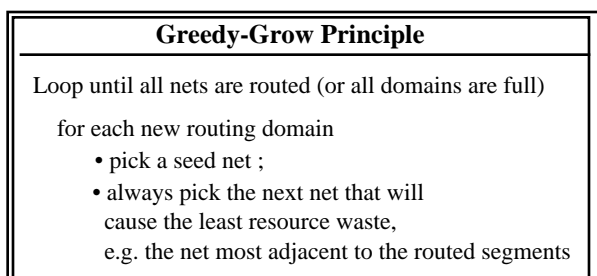 Greedy-Grow Principle
Loop until all nets are routed (or all domains are full)
for each new routing domain
• pick a seed net ;
• always pick the next net that will
cause the least resource waste,
e.g. the net most adjacent to the routed segments